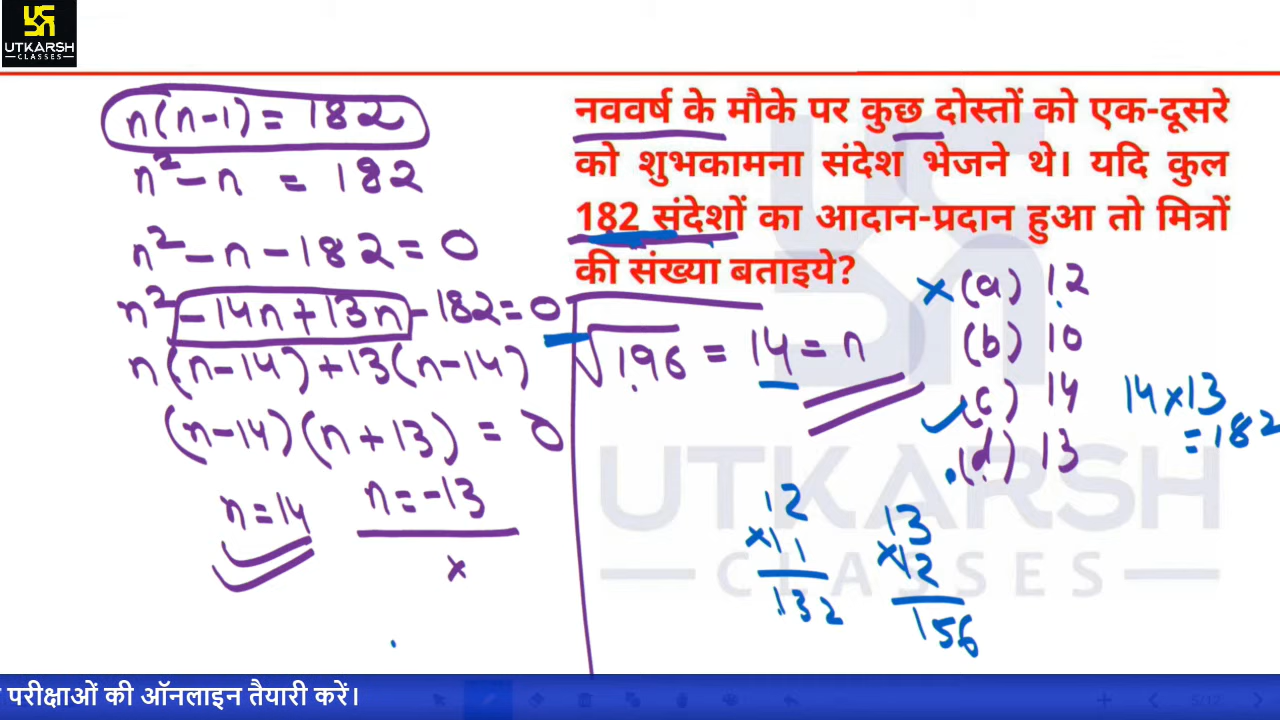 UTKARSH
CLASSES
n(n-1) = 182
n² - n = 182
n² - n - 182 = 0
n² - 14n + 13n - 182 = 0
n(n-14) + 13(n-14)
(n-14)(n+13) = 0
n = 14 n = -13
×
नववर्ष के मौके पर कुछ दोस्तों को एक-दूसरे
को शुभकामना संदेश भेजने थे। यदि कुल
182 संदेशों का आदान-प्रदान हुआ तो मित्रों
की संख्या बताइये?
× (a) 12
(b) 10
(c) 14
(d) 13
√196 = 14 = n
14 × 13
= 182
12
× 11
132
13
× 12
156
UTKARSH
CLASSES
परीक्षाओं की ऑनलाइन तैयारी करें।
5/12